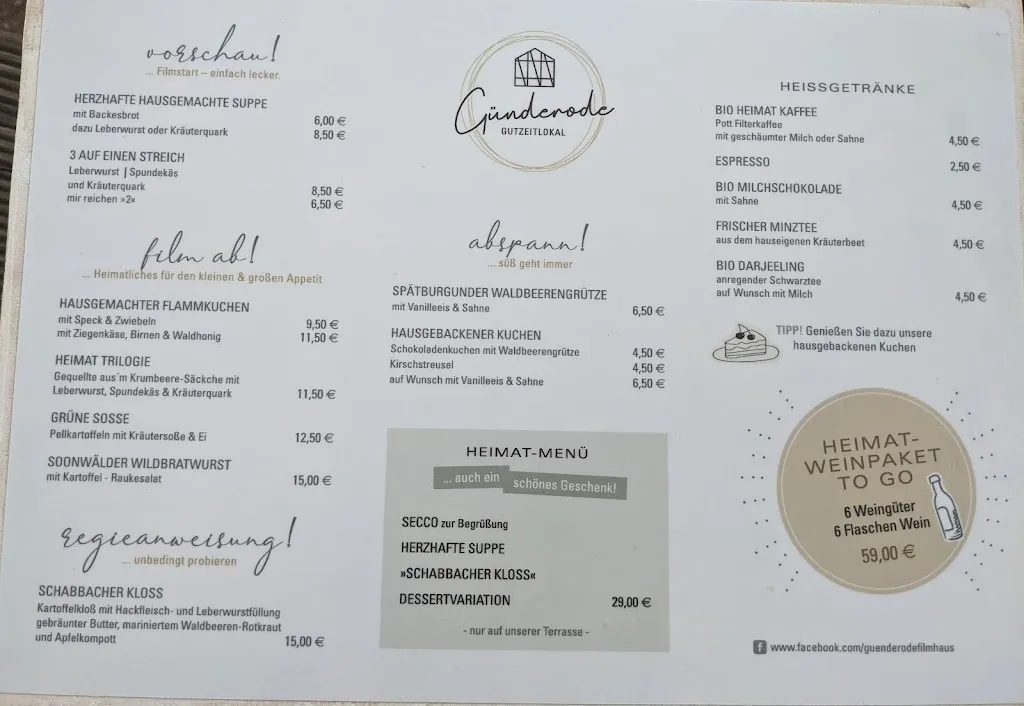 vorschau!
... Filmstart – einfach lecker.
HERZHAFTE HAUSGEMACHTE SUPPE
mit Backesbrot 6,00 €
dazu Leberwurst oder Kräuterquark 8,50 €
3 AUF EINEN STREICH
Leberwurst | Spundekäs
und Kräuterquark 8,50 €
mir reichen »2« 6,50 €
film ab!
... Heimatliches für den kleinen & großen Appetit
HAUSGEMACHTER FLAMMKUCHEN
mit Speck & Zwiebeln 9,50 €
mit Ziegenkäse, Birnen & Waldhonig 11,50 €
HEIMAT TRILOGIE
Gequellte aus´m Krumbeere-Säckche mit
Leberwurst, Spundekäs & Kräuterquark 11,50 €
GRÜNE SOSSE
Pellkartoffeln mit Kräutersoße & Ei 12,50 €
SOONWÄLDER WILDBRATWURST
mit Kartoffel - Raukesalat 15,00 €
regieanweisung!
... unbedingt probieren
SCHABBACHER KLOSS
Kartoffelkloß mit Hackfleisch- und Leberwurstfüllung
gebräunter Butter, mariniertem Waldbeeren-Rotkraut
und Apfelkompott 15,00 €
Günderode
GUTZEITLOKAL
abspann!
... süß geht immer
SPÄTBURGUNDER WALDBEERENGRÜTZE
mit Vanilleeis & Sahne 6,50 €
HAUSGEBACKENER KUCHEN
Schokoladenkuchen mit Waldbeerengrütze 4,50 €
Kirschstreusel 4,50 €
auf Wunsch mit Vanilleeis & Sahne 6,50 €
HEIMAT-MENÜ
... auch ein schönes Geschenk!
SECCO zur Begrüßung
HERZHAFTE SUPPE
»SCHABBACHER KLOSS«
DESSERTVARIATION 29,00 €
- nur auf unserer Terrasse -
HEISSGETRÄNKE
BIO HEIMAT KAFFEE
Pott Filterkaffee
mit geschäumter Milch oder Sahne 4,50 €
ESPRESSO 2,50 €
BIO MILCHSCHOKOLADE
mit Sahne 4,50 €
FRISCHER MINZTEE
aus dem hauseigenen Kräuterbeet 4,50 €
BIO DARJEELING
anregender Schwarztee
auf Wunsch mit Milch 4,50 €
TIPP! Genießen Sie dazu unsere
hausgebackenen Kuchen
HEIMAT-
WEINPAKET
TO GO
6 Weingüter
6 Flaschen Wein
59,00 €
www.facebook.com/guenderodefilmhaus